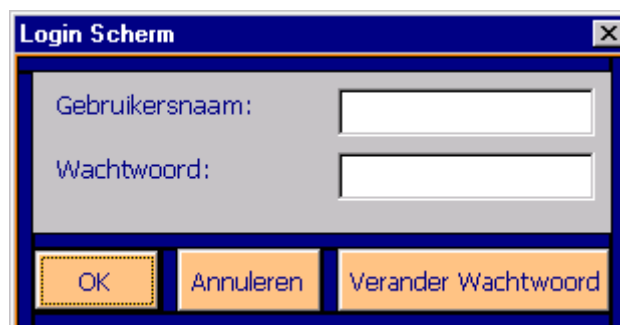 Login Scherm
Gebruikersnaam:
Wachtwoord:
OK Annuleren Verander Wachtwoord